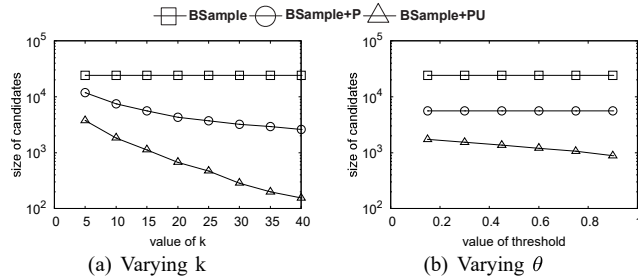 BSample BSample+P BSample+PU
size of candidates
10^5
10^4
10^3
10^2
0 5 10 15 20 25 30 35 40
value of k
(a) Varying k
size of candidates
10^5
10^4
10^3
10^2
0 0.2 0.4 0.6 0.8 1
value of threshold
(b) Varying θ